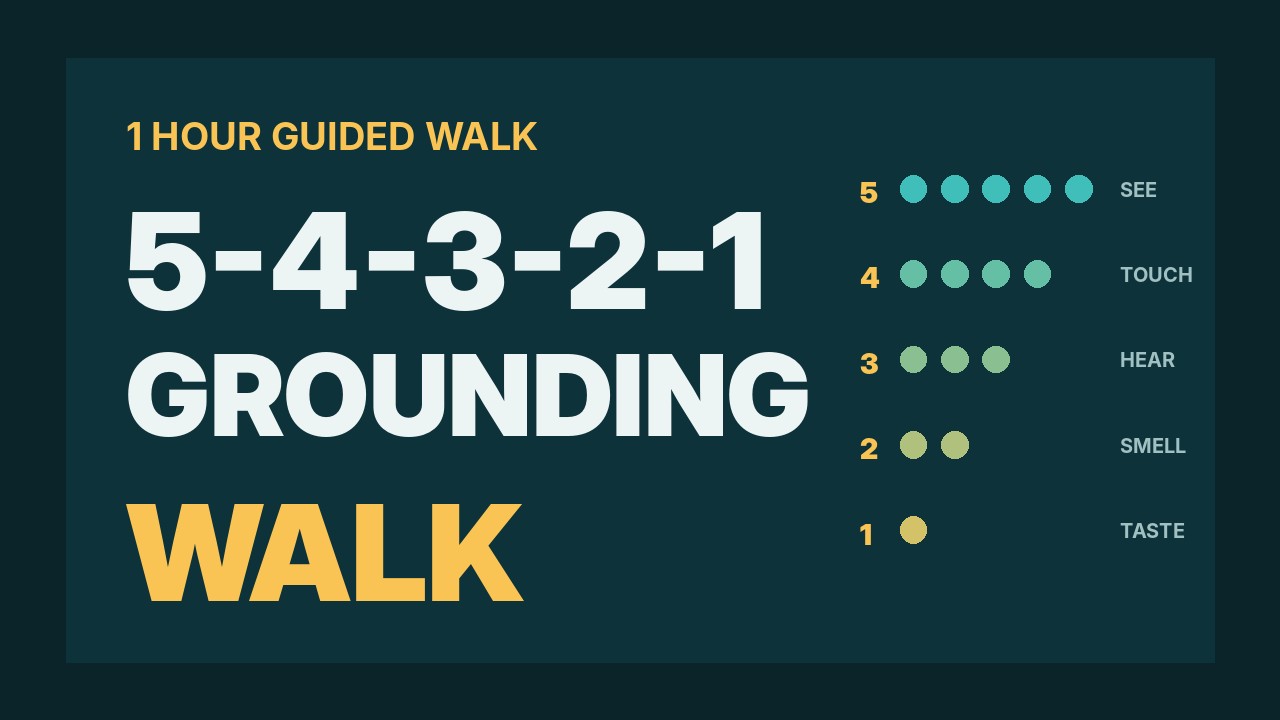 1 HOUR GUIDED WALK
5-4-3-2-1
GROUNDING
WALK
5 SEE
4 TOUCH
3 HEAR
2 SMELL
1 TASTE